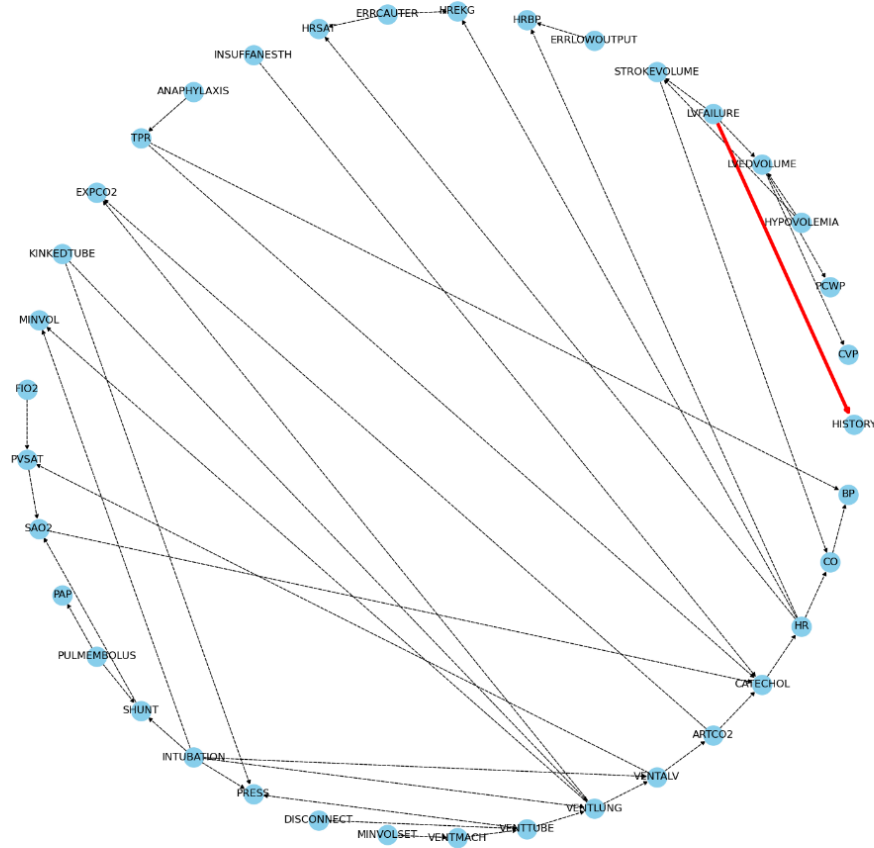 HREKG
ERRCAUTER
HRBP
HRSAT
ERRLOWOUTPUT
INSUFFANESTH
STROKEVOLUME
ANAPHYLAXIS
LVFAILURE
TPR
LVEDVOLUME
EXPCO2
HYPOVOLEMIA
KINKEDTUBE
PCWP
MINVOL
CVP
FIO2
HISTORY
PVSAT
BP
SAO2
CO
PAP
HR
PULMEMBOLUS
CATECHOL
SHUNT
ARTCO2
INTUBATION
VENTALV
PRESS
VENTLUNG
DISCONNECT
VENTTUBE
MINVOLSET
VENTMACH